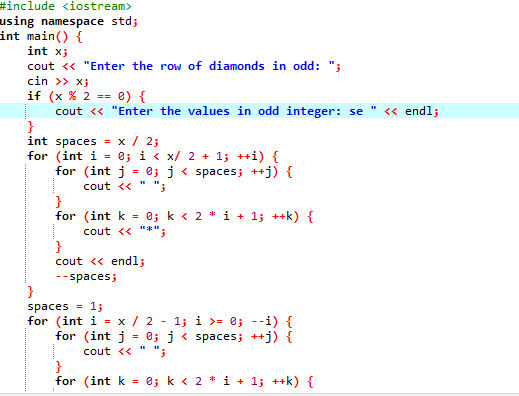 #include <iostream>
using namespace std;
int main() {
    int x;
    cout << "Enter the row of diamonds in odd: ";
    cin >> x;
    if (x % 2 == 0) {
        cout << "Enter the values in odd integer: se " << endl;
    }
    int spaces = x / 2;
    for (int i = 0; i < x/ 2 + 1; ++i) {
        for (int j = 0; j < spaces; ++j) {
            cout << " ";
        }
        for (int k = 0; k < 2 * i + 1; ++k) {
            cout << "*";
        }
        cout << endl;
        --spaces;
    }
    spaces = 1;
    for (int i = x / 2 - 1; i >= 0; --i) {
        for (int j = 0; j < spaces; ++j) {
            cout << " ";
        }
        for (int k = 0; k < 2 * i + 1; ++k) {